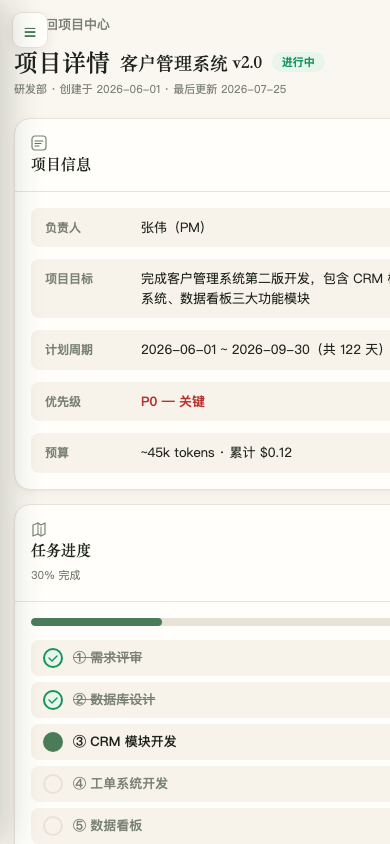 回项目中心
项目详情 客户管理系统 v2.0 进行中
研发部 · 创建于 2026-06-01 · 最后更新 2026-07-25
项目信息
负责人 张伟（PM）
项目目标 完成客户管理系统第二版开发，包含 CRM
系统、数据看板三大功能模块
计划周期 2026-06-01 ~ 2026-09-30（共 122 天）
优先级 P0 — 关键
预算 ~45k tokens · 累计 $0.12
任务进度
30% 完成
① 需求评审
② 数据库设计
③ CRM 模块开发
④ 工单系统开发
⑤ 数据看板